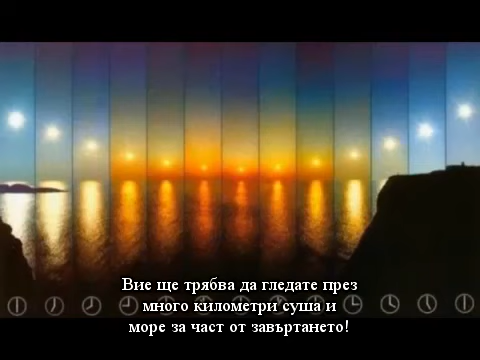 Вие ще трябва да гледате през
много километри суша и
море за част от завъртането!